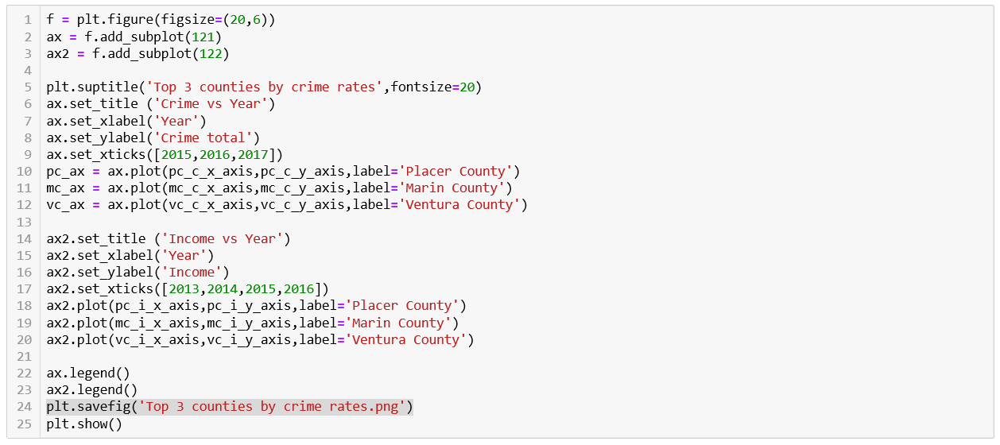 1 f = plt.figure(figsize=(20,6))
2 ax = f.add_subplot(121)
3 ax2 = f.add_subplot(122)
4
5 plt.suptitle('Top 3 counties by crime rates',fontsize=20)
6 ax.set_title ('Crime vs Year')
7 ax.set_xlabel('Year')
8 ax.set_ylabel('Crime total')
9 ax.set_xticks([2015,2016,2017])
10 pc_ax = ax.plot(pc_c_x_axis,pc_c_y_axis,label='Placer County')
11 mc_ax = ax.plot(mc_c_x_axis,mc_c_y_axis,label='Marin County')
12 vc_ax = ax.plot(vc_c_x_axis,vc_c_y_axis,label='Ventura County')
13
14 ax2.set_title ('Income vs Year')
15 ax2.set_xlabel('Year')
16 ax2.set_ylabel('Income')
17 ax2.set_xticks([2013,2014,2015,2016])
18 ax2.plot(pc_i_x_axis,pc_i_y_axis,label='Placer County')
19 ax2.plot(mc_i_x_axis,mc_i_y_axis,label='Marin County')
20 ax2.plot(vc_i_x_axis,vc_i_y_axis,label='Ventura County')
21
22 ax.legend()
23 ax2.legend()
24 plt.savefig('Top 3 counties by crime rates.png')
25 plt.show()